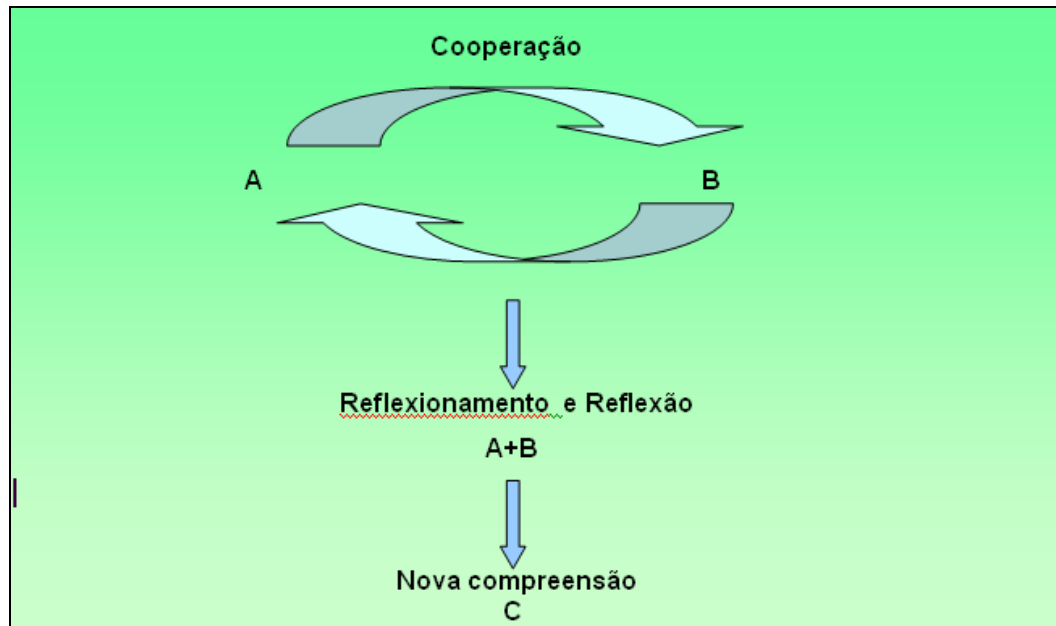 Cooperação
A B
Reflexionamento e Reflexão
A+B
Nova compreensão
C